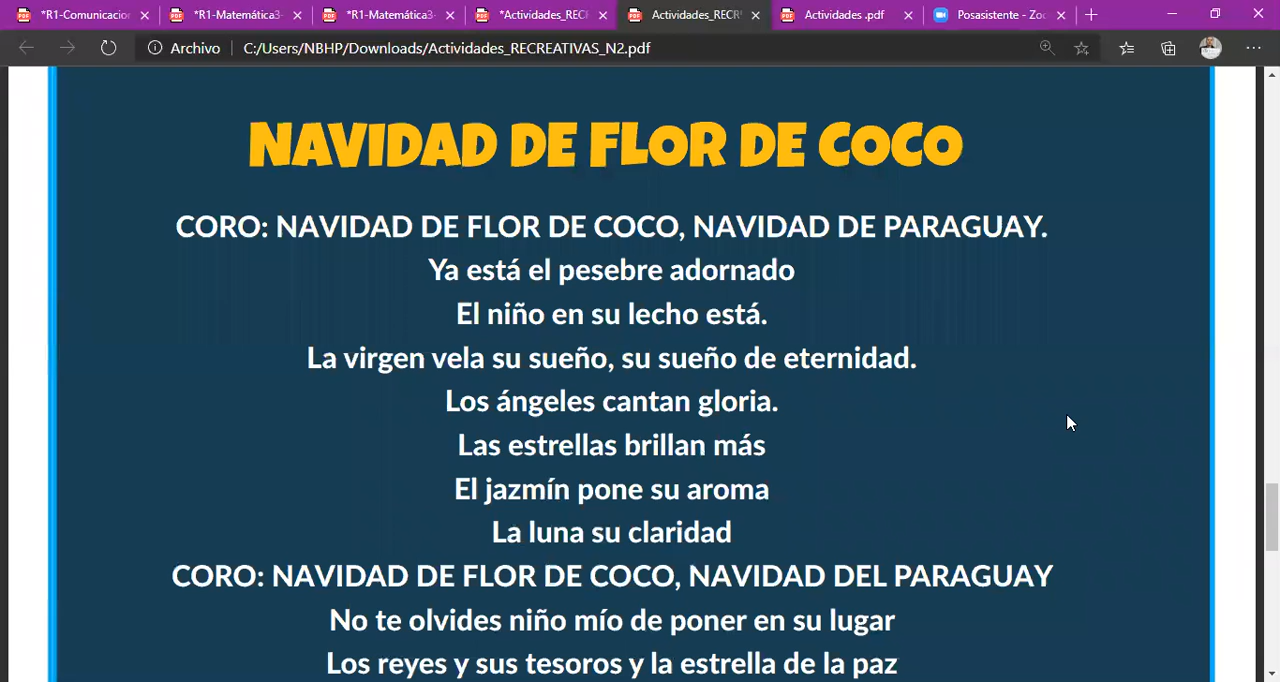 *R1-Comunicacion
*R1-Matemática3-
*R1-Matemática3-
*Actividades_REC
Actividades_RECR
Actividades .pdf
Posasistente - Zoo
Archivo
C:/Users/NBHP/Downloads/Actividades_RECREATIVAS_N2.pdf
NAVIDAD DE FLOR DE COCO
CORO: NAVIDAD DE FLOR DE COCO, NAVIDAD DE PARAGUAY.
Ya está el pesebre adornado
El niño en su lecho está.
La virgen vela su sueño, su sueño de eternidad.
Los ángeles cantan gloria.
Las estrellas brillan más
El jazmín pone su aroma
La luna su claridad
CORO: NAVIDAD DE FLOR DE COCO, NAVIDAD DEL PARAGUAY
No te olvides niño mío de poner en su lugar
Los reyes y sus tesoros y la estrella de la paz